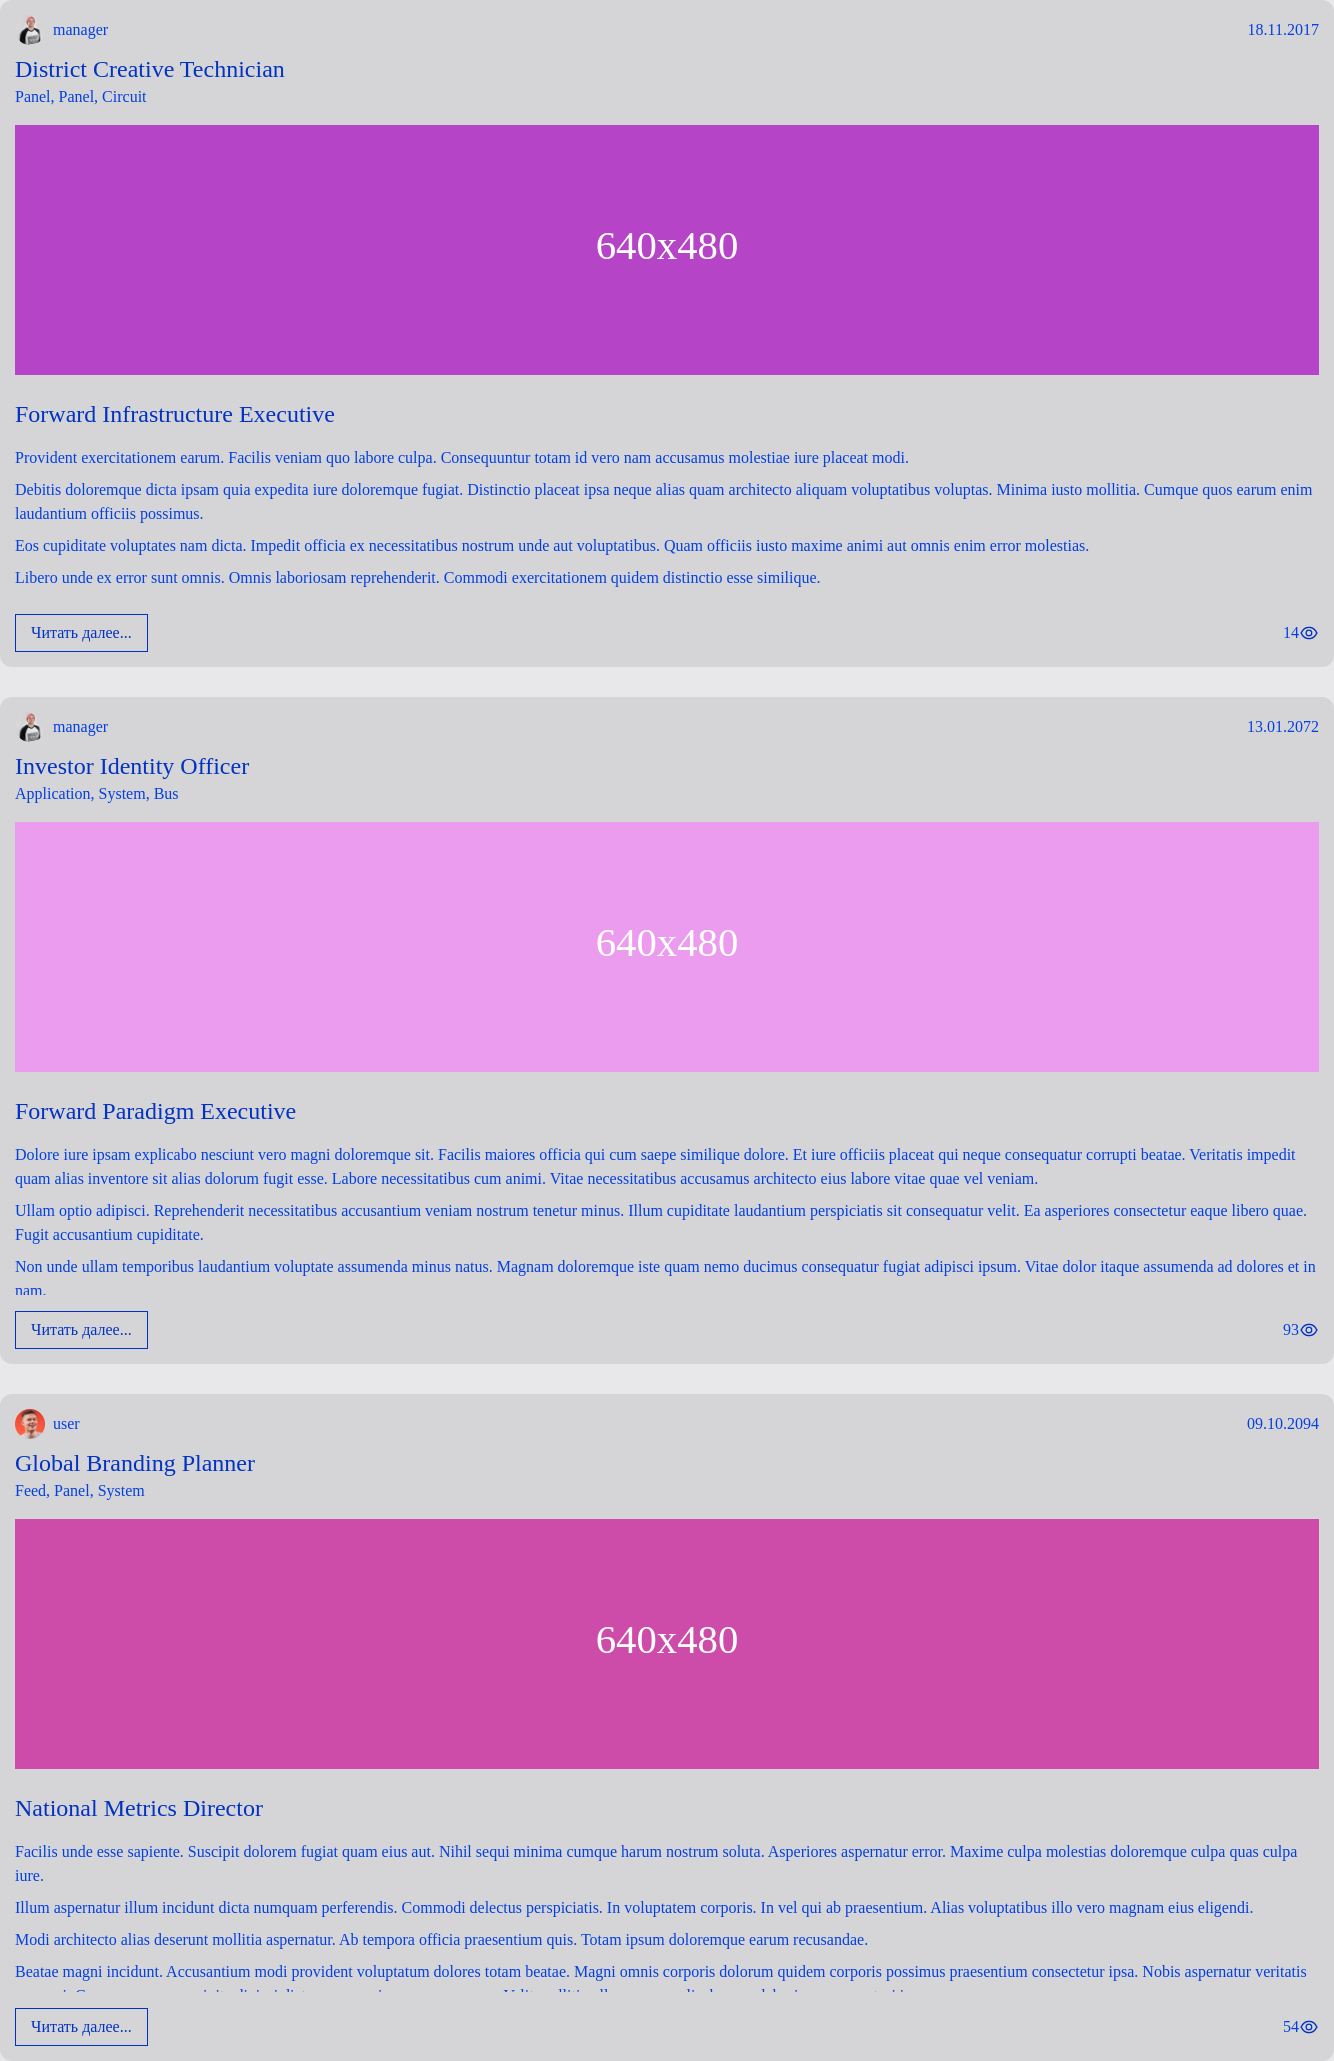 manager
18.11.2017
District Creative Technician
Panel, Panel, Circuit
640x480
Forward Infrastructure Executive
Provident exercitationem earum. Facilis veniam quo labore culpa. Consequuntur totam id vero nam accusamus molestiae iure placeat modi.
Debitis doloremque dicta ipsam quia expedita iure doloremque fugiat. Distinctio placeat ipsa neque alias quam architecto aliquam voluptatibus voluptas. Minima iusto mollitia. Cumque quos earum enim
laudantium officiis possimus.
Eos cupiditate voluptates nam dicta. Impedit officia ex necessitatibus nostrum unde aut voluptatibus. Quam officiis iusto maxime animi aut omnis enim error molestias.
Libero unde ex error sunt omnis. Omnis laboriosam reprehenderit. Commodi exercitationem quidem distinctio esse similique.
Читать далее...
14
manager
13.01.2072
Investor Identity Officer
Application, System, Bus
640x480
Forward Paradigm Executive
Dolore iure ipsam explicabo nesciunt vero magni doloremque sit. Facilis maiores officia qui cum saepe similique dolore. Et iure officiis placeat qui neque consequatur corrupti beatae. Veritatis impedit
quam alias inventore sit alias dolorum fugit esse. Labore necessitatibus cum animi. Vitae necessitatibus accusamus architecto eius labore vitae quae vel veniam.
Ullam optio adipisci. Reprehenderit necessitatibus accusantium veniam nostrum tenetur minus. Illum cupiditate laudantium perspiciatis sit consequatur velit. Ea asperiores consectetur eaque libero quae.
Fugit accusantium cupiditate.
Non unde ullam temporibus laudantium voluptate assumenda minus natus. Magnam doloremque iste quam nemo ducimus consequatur fugiat adipisci ipsum. Vitae dolor itaque assumenda ad dolores et in
nam.
Читать далее...
93
user
09.10.2094
Global Branding Planner
Feed, Panel, System
640x480
National Metrics Director
Facilis unde esse sapiente. Suscipit dolorem fugiat quam eius aut. Nihil sequi minima cumque harum nostrum soluta. Asperiores aspernatur error. Maxime culpa molestias doloremque culpa quas culpa
iure.
Illum aspernatur illum incidunt dicta numquam perferendis. Commodi delectus perspiciatis. In voluptatem corporis. In vel qui ab praesentium. Alias voluptatibus illo vero magnam eius eligendi.
Modi architecto alias deserunt mollitia aspernatur. Ab tempora officia praesentium quis. Totam ipsum doloremque earum recusandae.
Beatae magni incidunt. Accusantium modi provident voluptatum dolores totam beatae. Magni omnis corporis dolorum quidem corporis possimus praesentium consectetur ipsa. Nobis aspernatur veritatis
Читать далее...
54